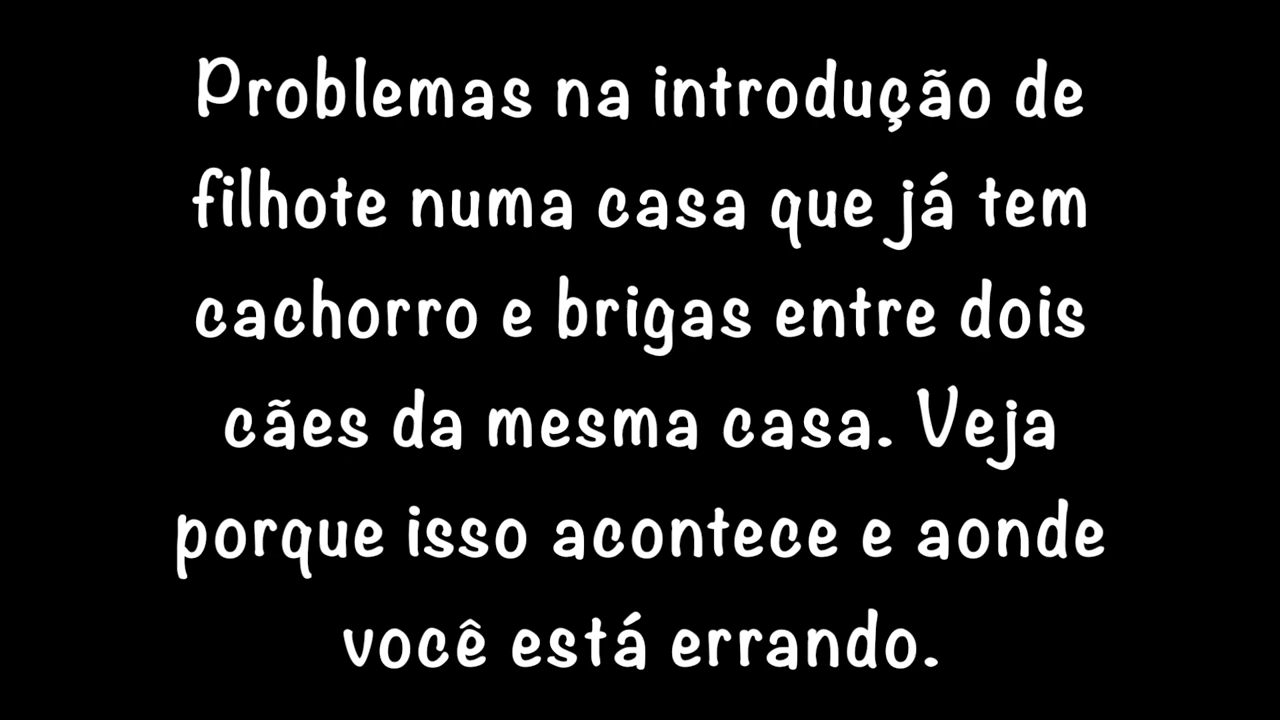 Problemas na introdução de
filhote numa casa que já tem
cachorro e brigas entre dois
cães da mesma casa. Veja
porque isso acontece e aonde
você está errando.